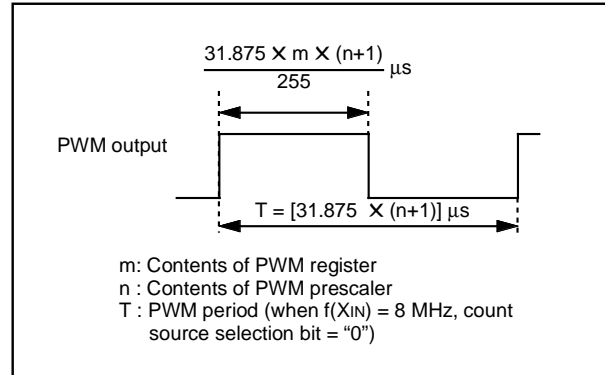 31.875 × m × (n+1)
255
μs
PWM output
T = [31.875 × (n+1)] μs
m: Contents of PWM register
n : Contents of PWM prescaler
T : PWM period (when f(XIN) = 8 MHz, count
source selection bit = “0”)